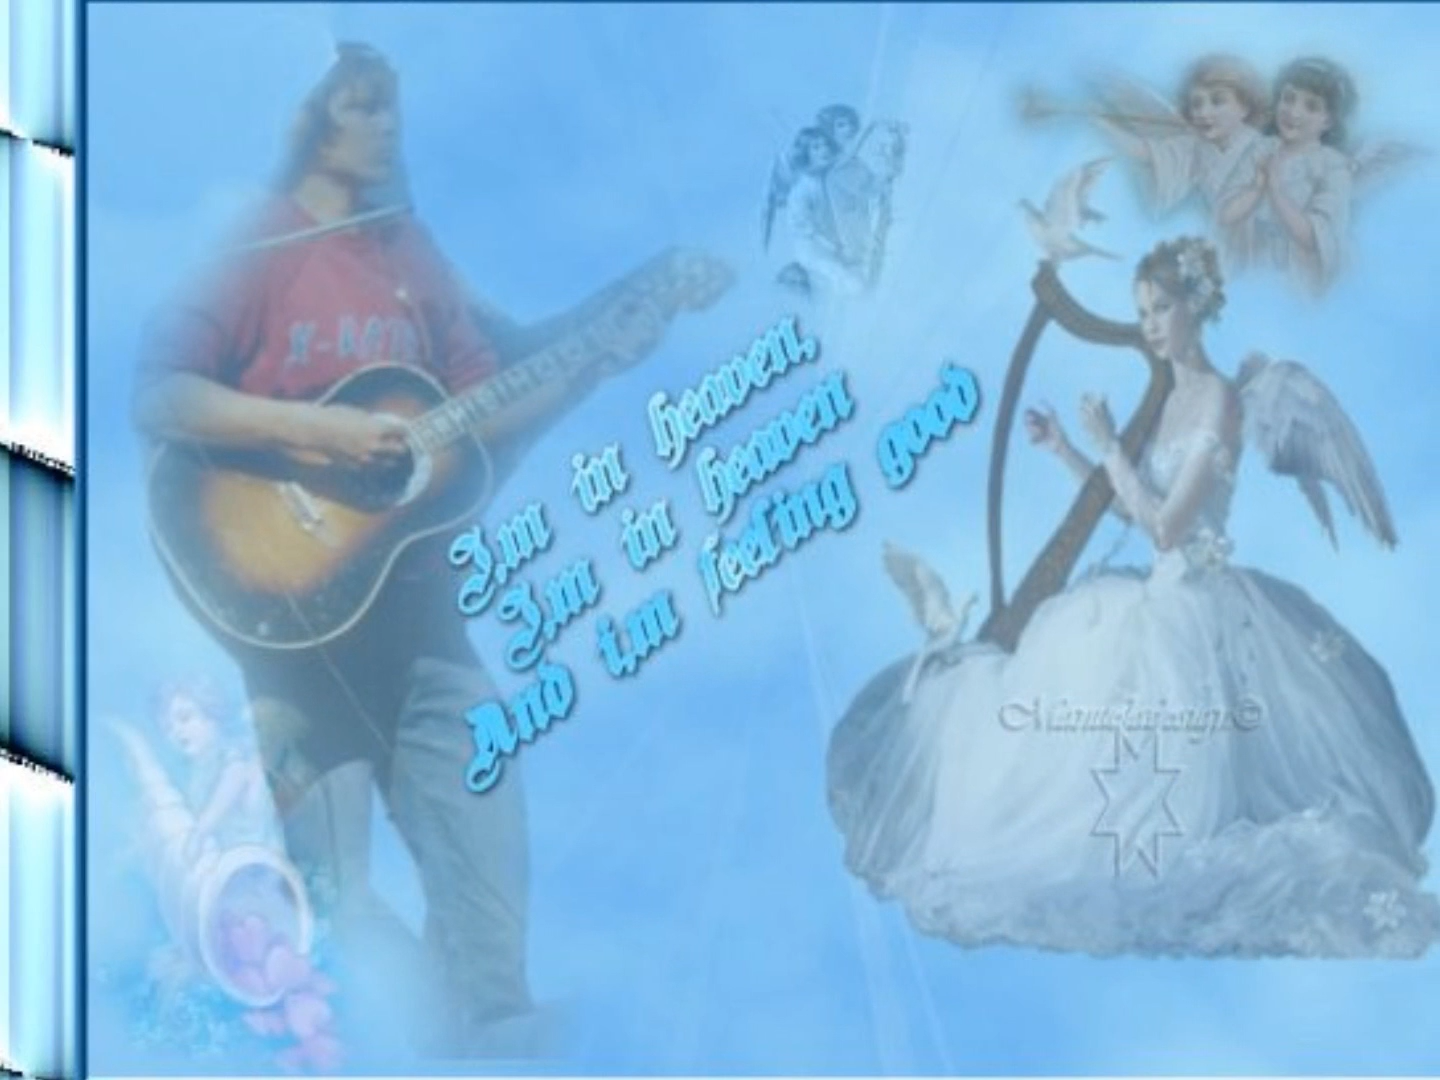 I,m in heaven,
I,m in heaven
And i,m feeling good
M